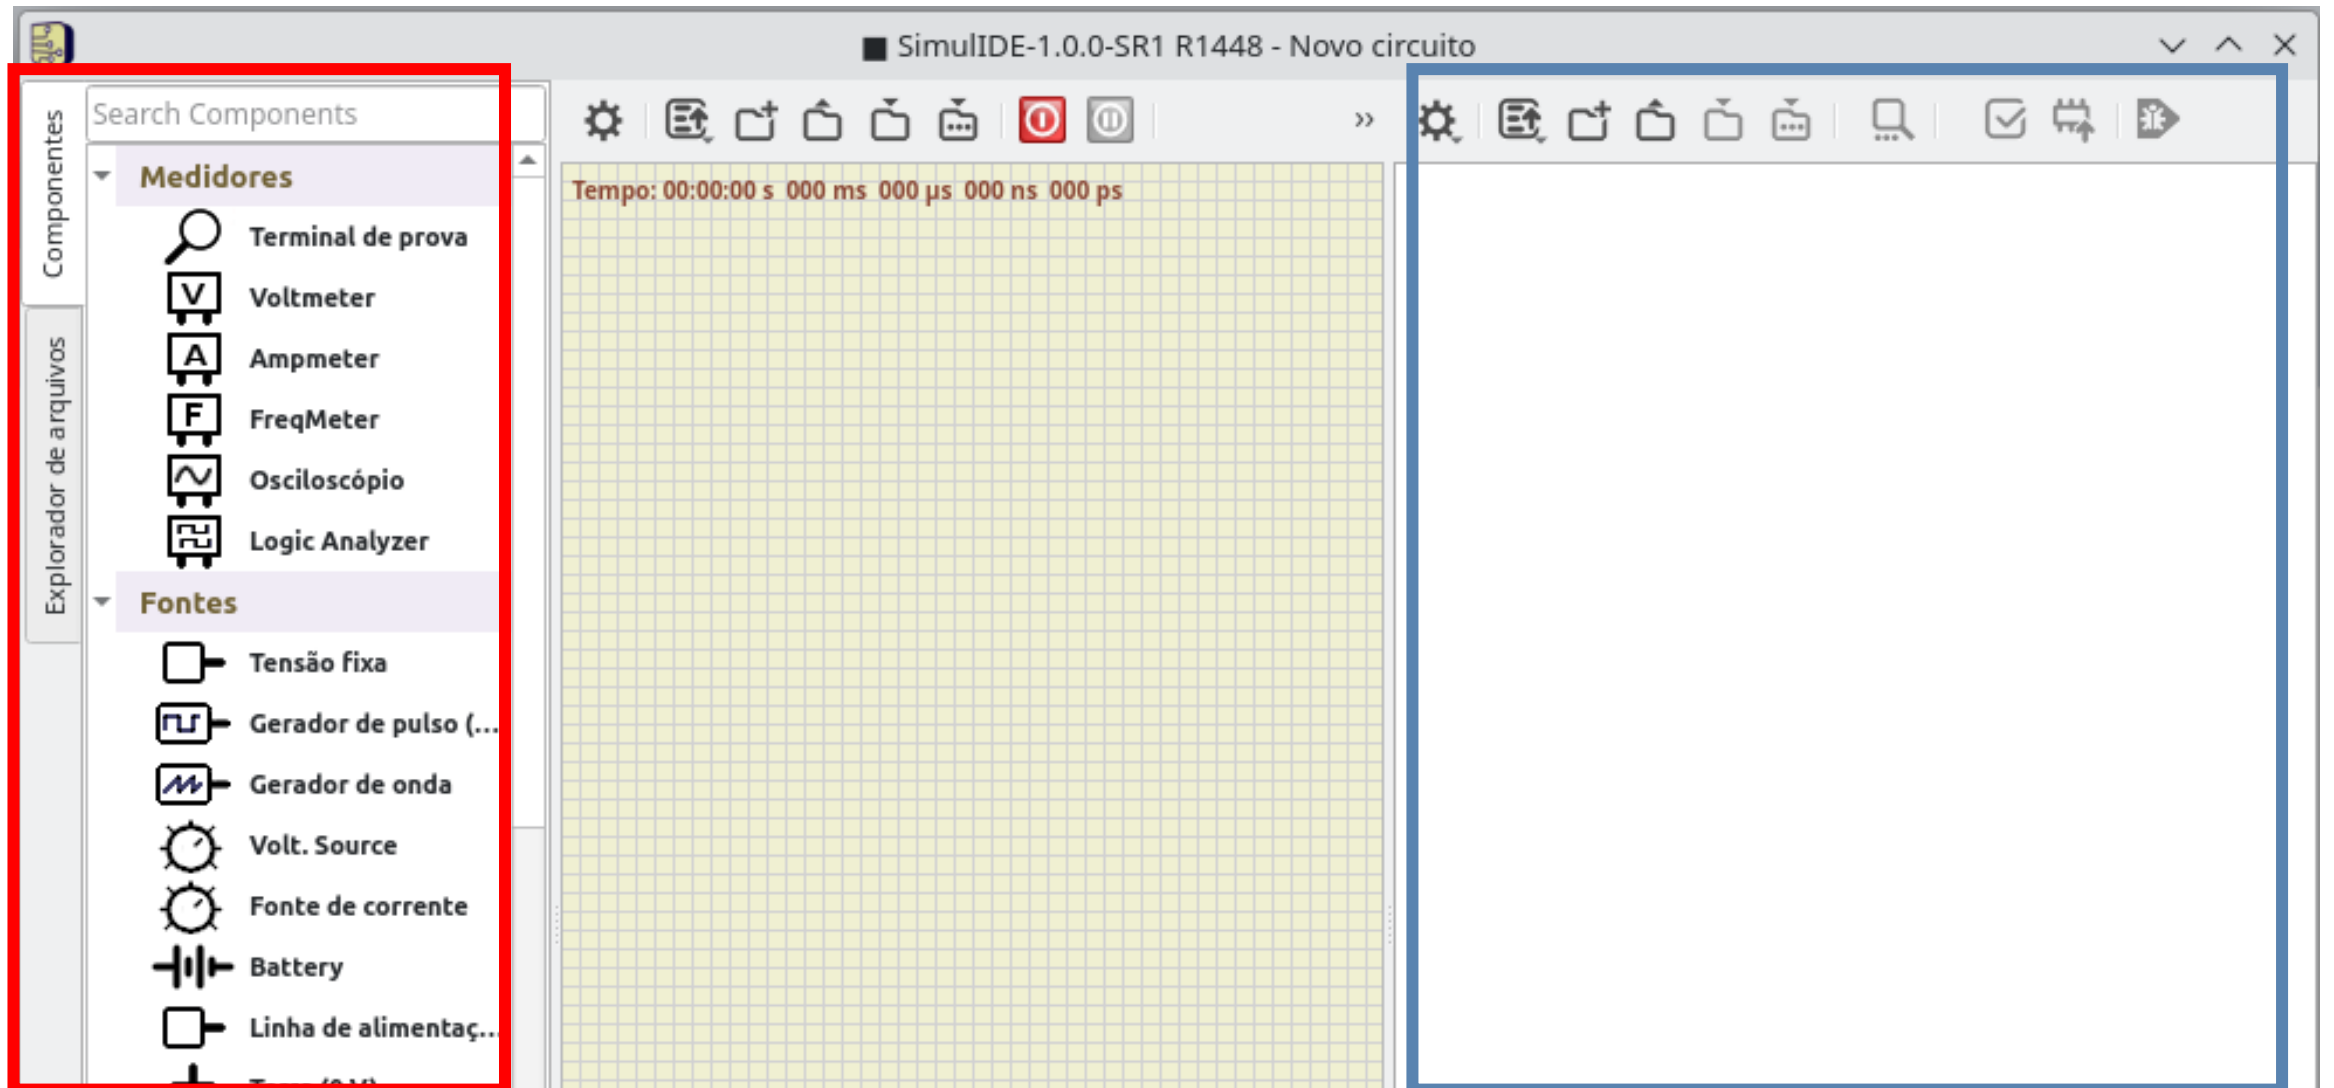 SimulIDE-1.0.0-SR1 R1448 - Novo circuito
Componentes
Explorador de arquivos
Search Components
Medidores
Terminal de prova
Voltmeter
Ampmeter
FreqMeter
Osciloscópio
Logic Analyzer
Fontes
Tensão fixa
Gerador de pulso (...
Gerador de onda
Volt. Source
Fonte de corrente
Battery
Linha de alimentaç...
Tempo: 00:00:00 s 000 ms 000 µs 000 ns 000 ps